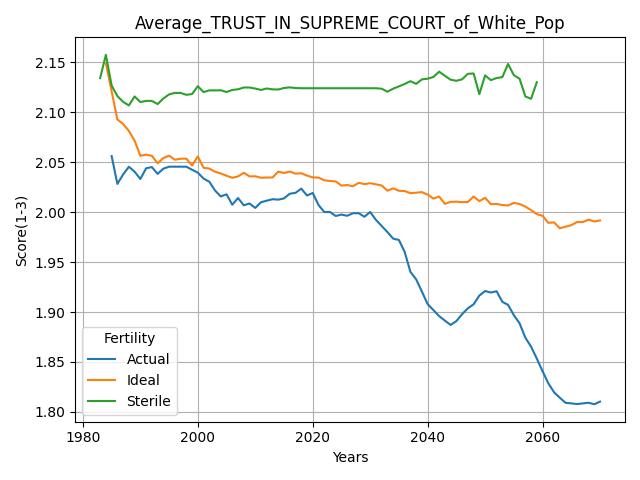 Average_TRUST_IN_SUPREME_COURT_of_White_Pop
Score(1-3)
2.15
2.10
2.05
2.00
1.95
1.90
1.85
1.80
Fertility
Actual
Ideal
Sterile
1980
2000
2020
2040
2060
Years